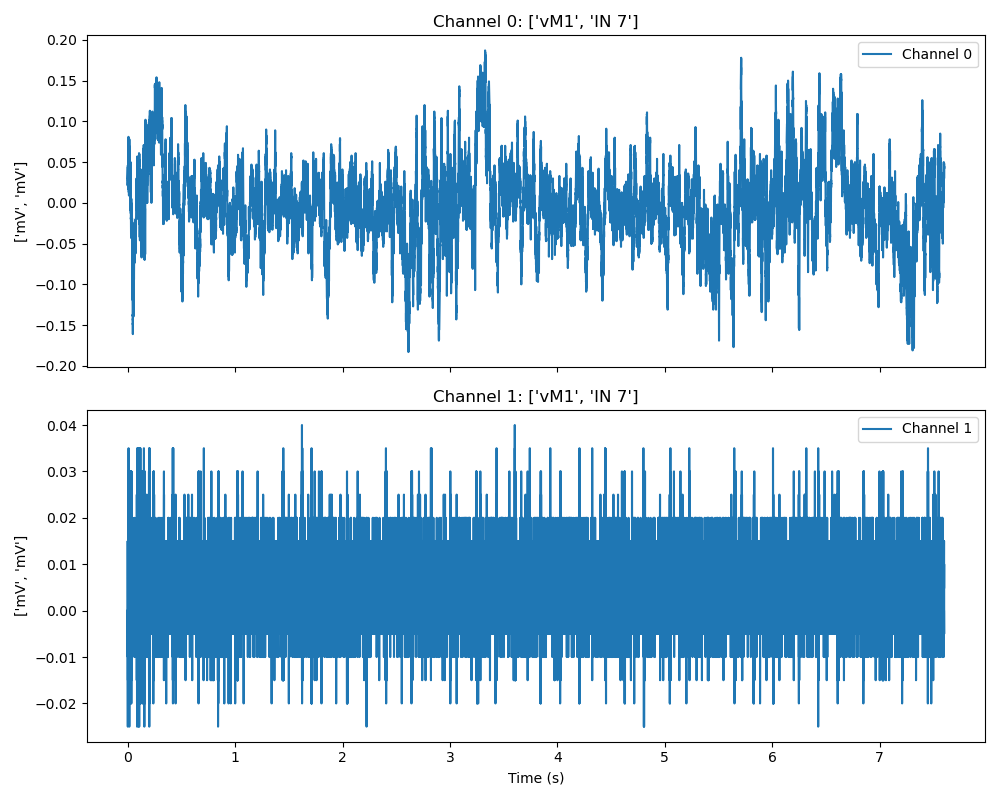 Channel 0: ['vM1', 'IN 7']
0.20
0.15
0.10
0.05
0.00
−0.05
−0.10
−0.15
−0.20
['mV', 'mV']
Channel 0
Channel 1: ['vM1', 'IN 7']
0.04
0.03
0.02
0.01
0.00
−0.01
−0.02
['mV', 'mV']
Channel 1
0 1 2 3 4 5 6 7
Time (s)